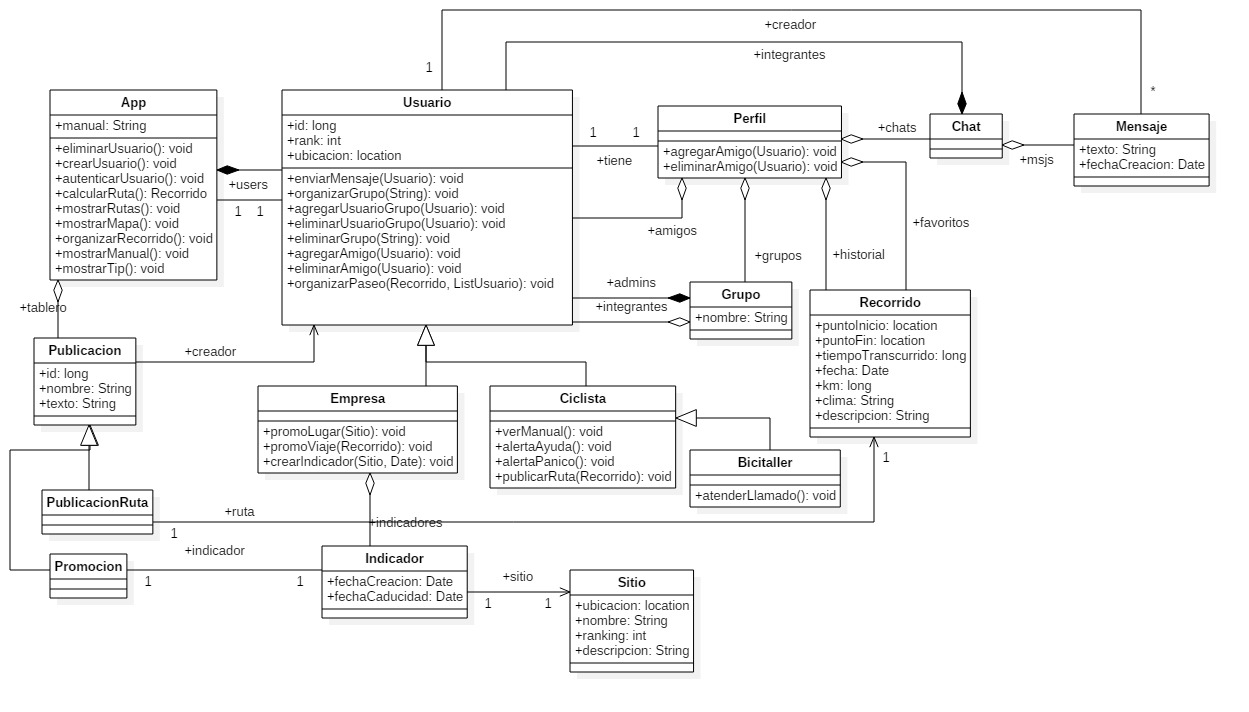 +creador
+integrantes
1
*
App
+manual: String
+eliminarUsuario(): void
+crearUsuario(): void
+autenticarUsuario(): void
+calcularRuta(): Recorrido
+mostrarRutas(): void
+mostrarMapa(): void
+organizarRecorrido(): void
+mostrarManual(): void
+mostrarTip(): void
+users
1
1
Usuario
+id: long
+rank: int
+ubicacion: location
+enviarMensaje(Usuario): void
+organizarGrupo(String): void
+agregarUsuarioGrupo(Usuario): void
+eliminarUsuarioGrupo(Usuario): void
+eliminarGrupo(String): void
+agregarAmigo(Usuario): void
+eliminarAmigo(Usuario): void
+organizarPaseo(Recorrido, ListUsuario): void
1
1
+tiene
Perfil
+agregarAmigo(Usuario): void
+eliminarAmigo(Usuario): void
+chats
Chat
+msjs
Mensaje
+texto: String
+fechaCreacion: Date
+amigos
+grupos
+historial
+favoritos
+admins
+integrantes
Grupo
+nombre: String
Recorrido
+puntoInicio: location
+puntoFin: location
+tiempoTranscurrido: long
+fecha: Date
+km: long
+clima: String
+descripcion: String
1
+tablero
Publicacion
+id: long
+nombre: String
+texto: String
+creador
Empresa
+promoLugar(Sitio): void
+promoViaje(Recorrido): void
+crearIndicador(Sitio, Date): void
Ciclista
+verManual(): void
+alertaAyuda(): void
+alertaPanico(): void
+publicarRuta(Recorrido): void
Bicitaller
+atenderLlamado(): void
PublicacionRuta
+ruta
1
+indicadores
Promocion
+indicador
1
1
Indicador
+fechaCreacion: Date
+fechaCaducidad: Date
+sitio
1
1
Sitio
+ubicacion: location
+nombre: String
+ranking: int
+descripcion: String